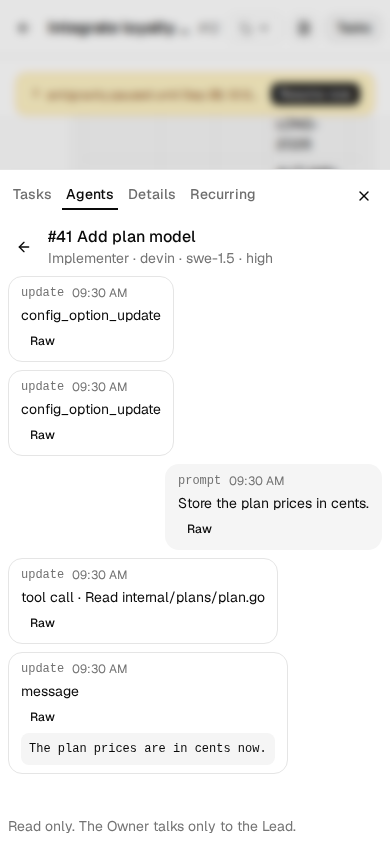 Tasks Agents Details Recurring
#41 Add plan model
Implementer · devin · swe-1.5 · high
update 09:30 AM
config_option_update
Raw
update 09:30 AM
config_option_update
Raw
prompt 09:30 AM
Store the plan prices in cents.
Raw
update 09:30 AM
tool call · Read internal/plans/plan.go
Raw
update 09:30 AM
message
Raw
The plan prices are in cents now.
Read only. The Owner talks only to the Lead.